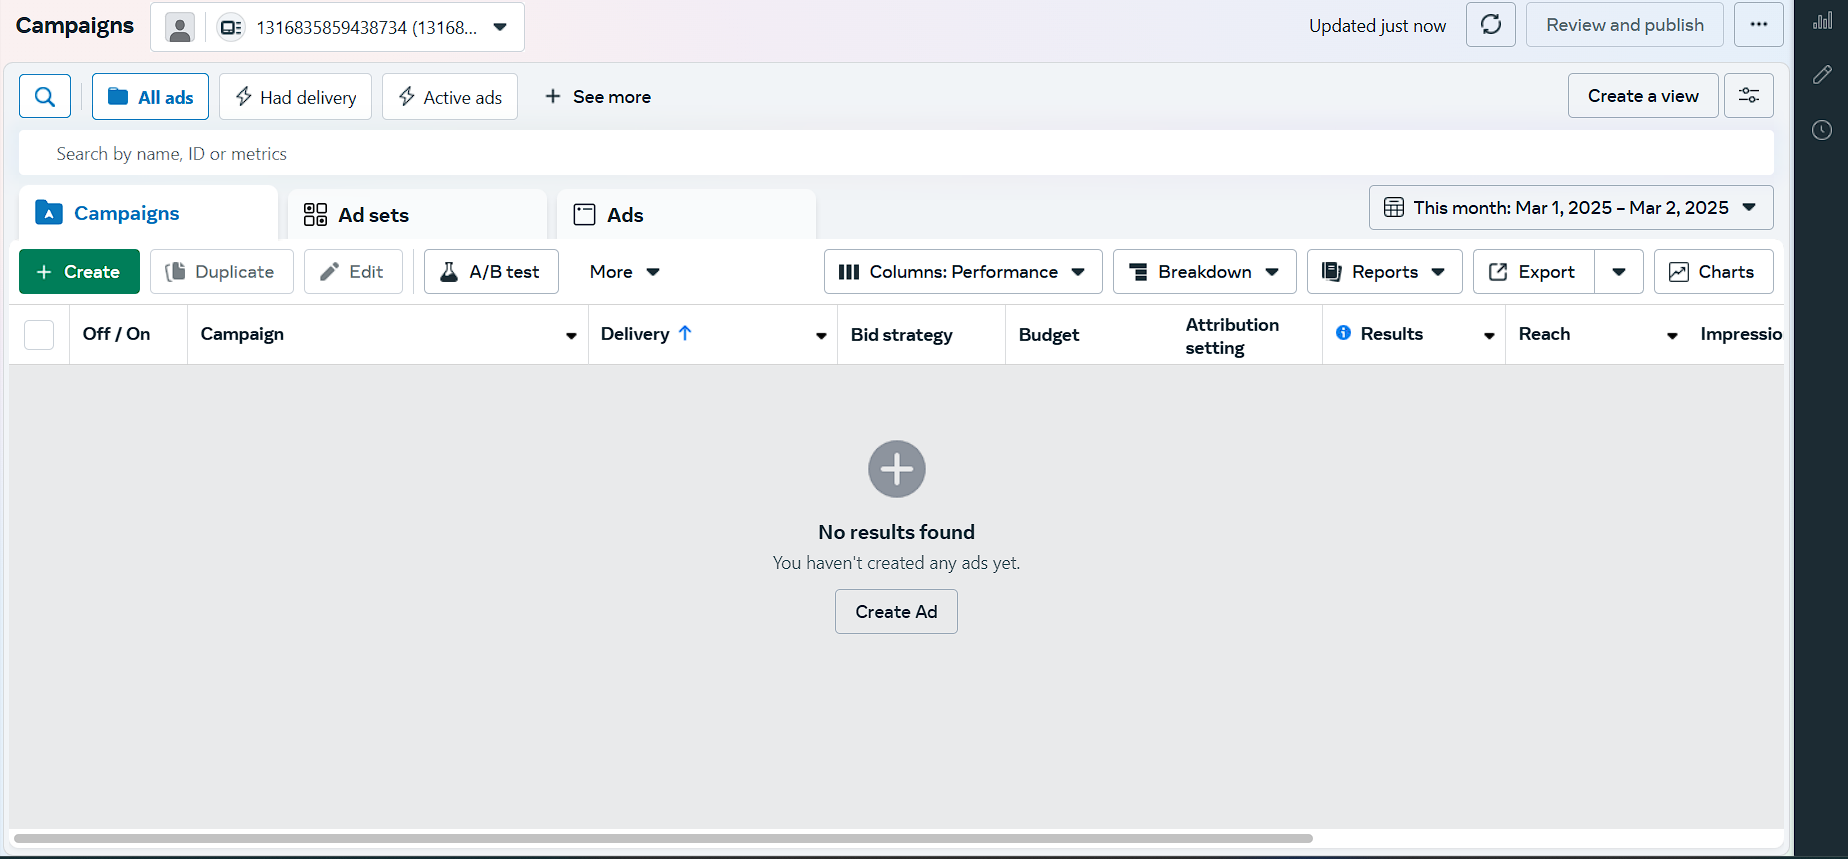 Campaigns
1316835859438734 (13168...
Updated just now
Review and publish
All ads
Had delivery
Active ads
See more
Create a view
Search by name, ID or metrics
Campaigns
Ad sets
Ads
This month: Mar 1, 2025 – Mar 2, 2025
Create
Duplicate
Edit
A/B test
More
Columns: Performance
Breakdown
Reports
Export
Charts
Off / On
Campaign
Delivery
Bid strategy
Budget
Attribution
setting
Results
Reach
Impressio
No results found
You haven't created any ads yet.
Create Ad